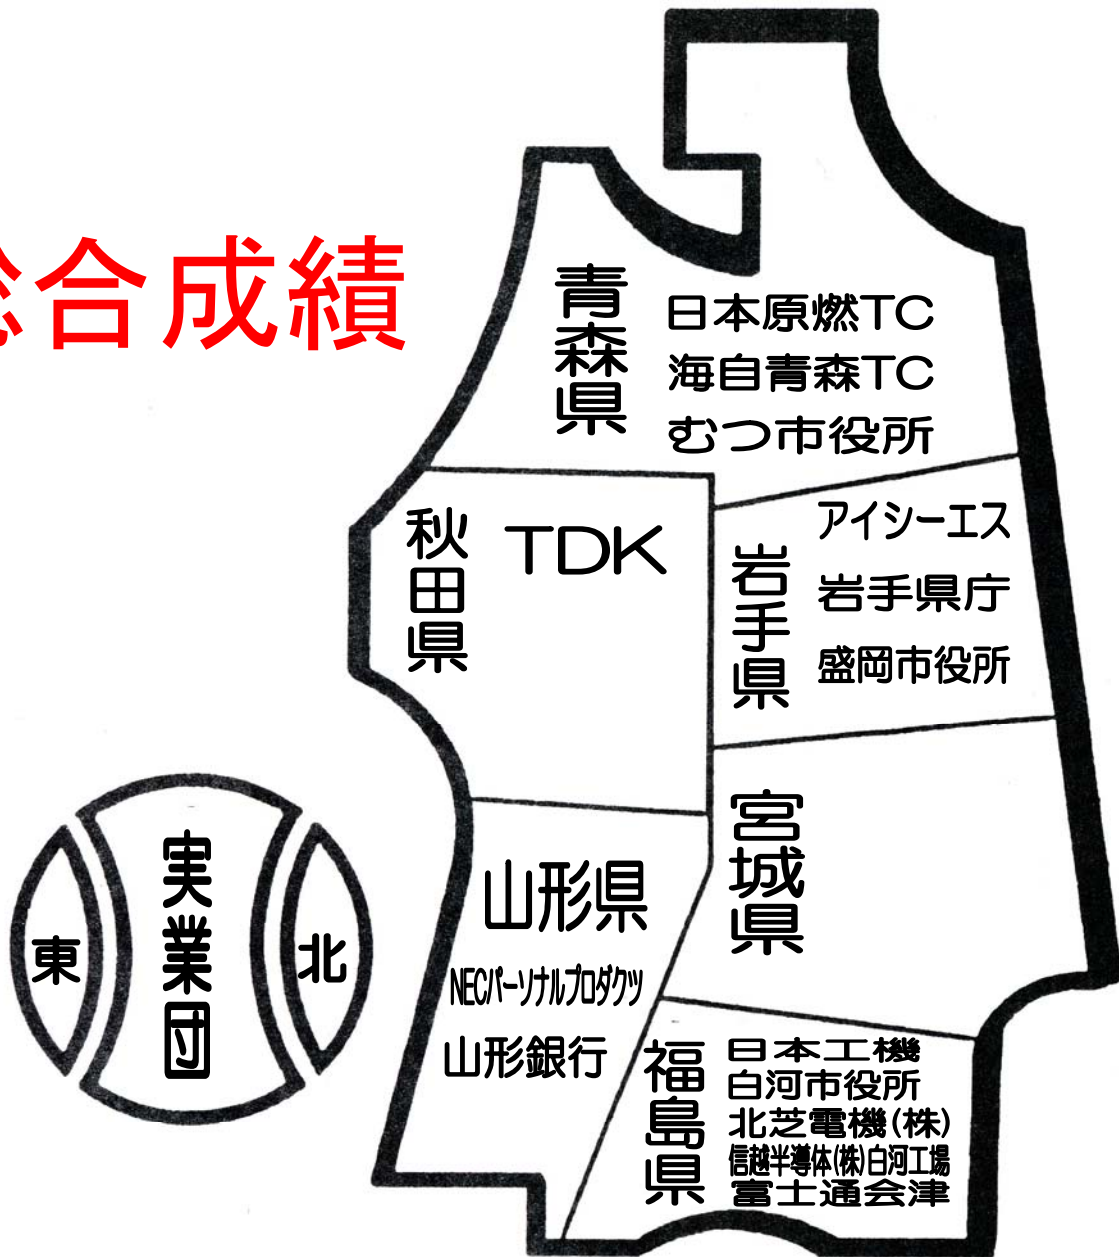 総合成績
青森県
日本原燃TC
海自青森TC
むつ市役所
秋田県
TDK
岩手県
アイシーエス
岩手県庁
盛岡市役所
宮城県
山形県
NECパーソナルプロダクツ
山形銀行
福島県
日本工機
白河市役所
北芝電機(株)
信越半導体(株)白河工場
富士通会津
東
実業団
北